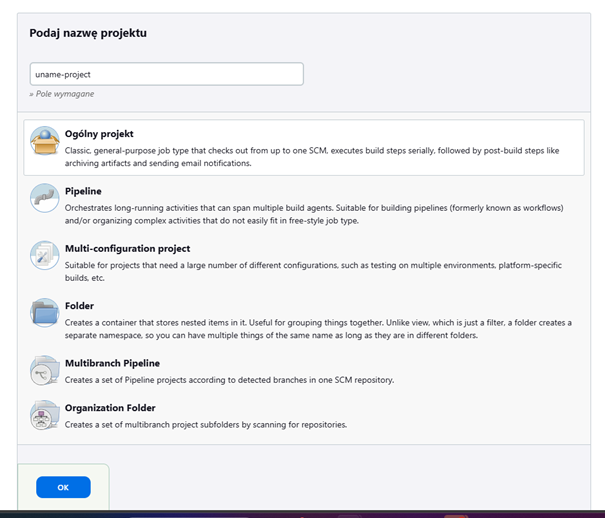 Podaj nazwę projektu
uname-project
» Pole wymagane
Ogólny projekt
Classic, general-purpose job type that checks out from up to one SCM, executes build steps serially, followed by post-build steps like
archiving artifacts and sending email notifications.
Pipeline
Orchestrates long-running activities that can span multiple build agents. Suitable for building pipelines (formerly known as workflows)
and/or organizing complex activities that do not easily fit in free-style job type.
Multi-configuration project
Suitable for projects that need a large number of different configurations, such as testing on multiple environments, platform-specific
builds, etc.
Folder
Creates a container that stores nested items in it. Useful for grouping things together. Unlike view, which is just a filter, a folder creates a
separate namespace, so you can have multiple things of the same name as long as they are in different folders.
Multibranch Pipeline
Creates a set of Pipeline projects according to detected branches in one SCM repository.
Organization Folder
Creates a set of multibranch project subfolders by scanning for repositories.
OK